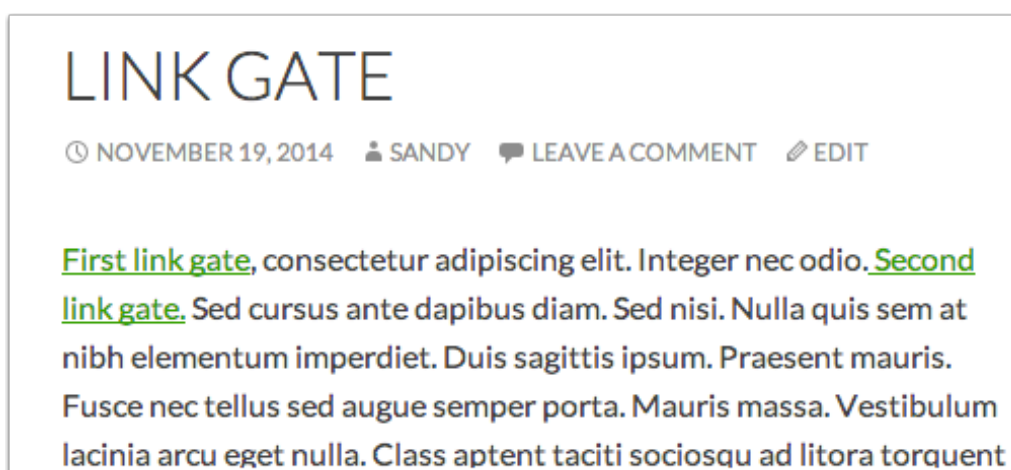 LINK GATE
NOVEMBER 19, 2014 SANDY LEAVE A COMMENT EDIT
First link gate, consectetur adipiscing elit. Integer nec odio. Second
link gate. Sed cursus ante dapibus diam. Sed nisi. Nulla quis sem at
nibh elementum imperdiet. Duis sagittis ipsum. Praesent mauris.
Fusce nec tellus sed augue semper porta. Mauris massa. Vestibulum
lacinia arcu eget nulla. Class aptent taciti sociosqu ad litora torquent